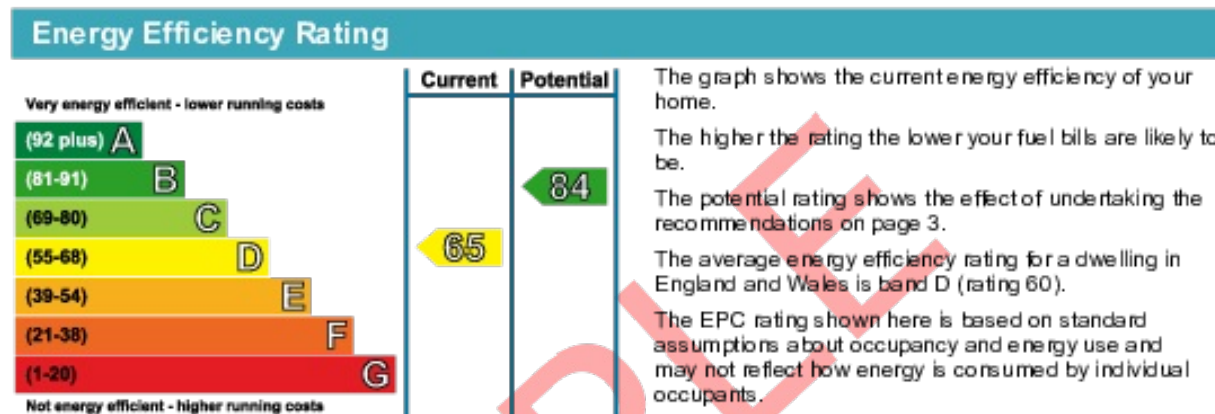 Energy Efficiency Rating
Current
Potential
Very energy efficient - lower running costs
(92 plus) A
(81-91) B
(69-80) C
(55-68) D
(39-54) E
(21-38) F
(1-20) G
Not energy efficient - higher running costs
65
84
The graph shows the current energy efficiency of your
home.
The higher the rating the lower your fuel bills are likely to
be.
The potential rating shows the effect of undertaking the
recommendations on page 3.
The average energy efficiency rating for a dwelling in
England and Wales is band D (rating 60).
The EPC rating shown here is based on standard
assumptions about occupancy and energy use and
may not reflect how energy is consumed by individual
occupants.
PLE